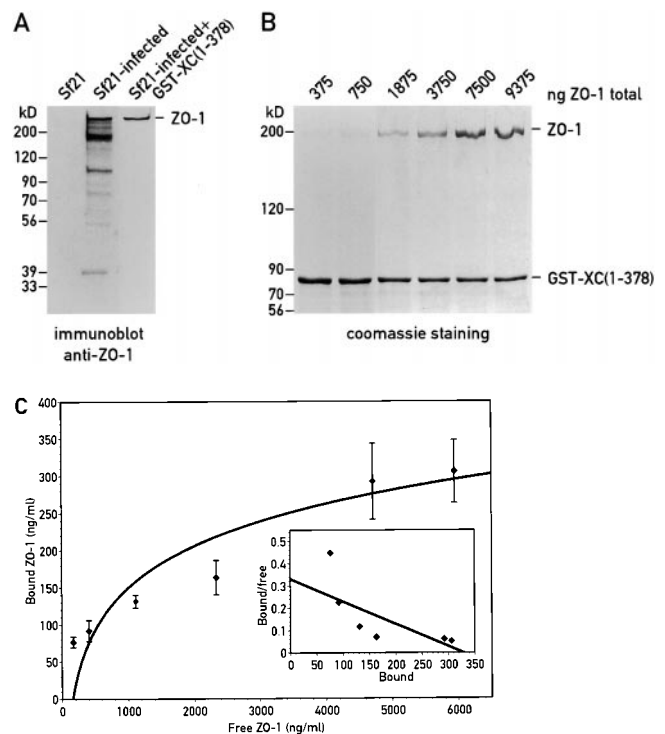 A
Sf21
Sf21-infected
Sf21-infected+
GST-XC(1-378)
kD
200
120
90
70
56
39
33
ZO-1
immunoblot
anti-ZO-1
B
375
750
1875
3750
7500
9375
ng ZO-1 total
kD
200
120
90
70
56
ZO-1
GST-XC(1-378)
coomassie staining
C
Bound ZO-1 (ng/ml)
400
350
300
250
200
150
100
50
0
0
1000
2000
3000
4000
5000
6000
Free ZO-1 (ng/ml)
Bound/free
0.5
0.4
0.3
0.2
0.1
0
0
50
100
150
200
250
300
350
Bound